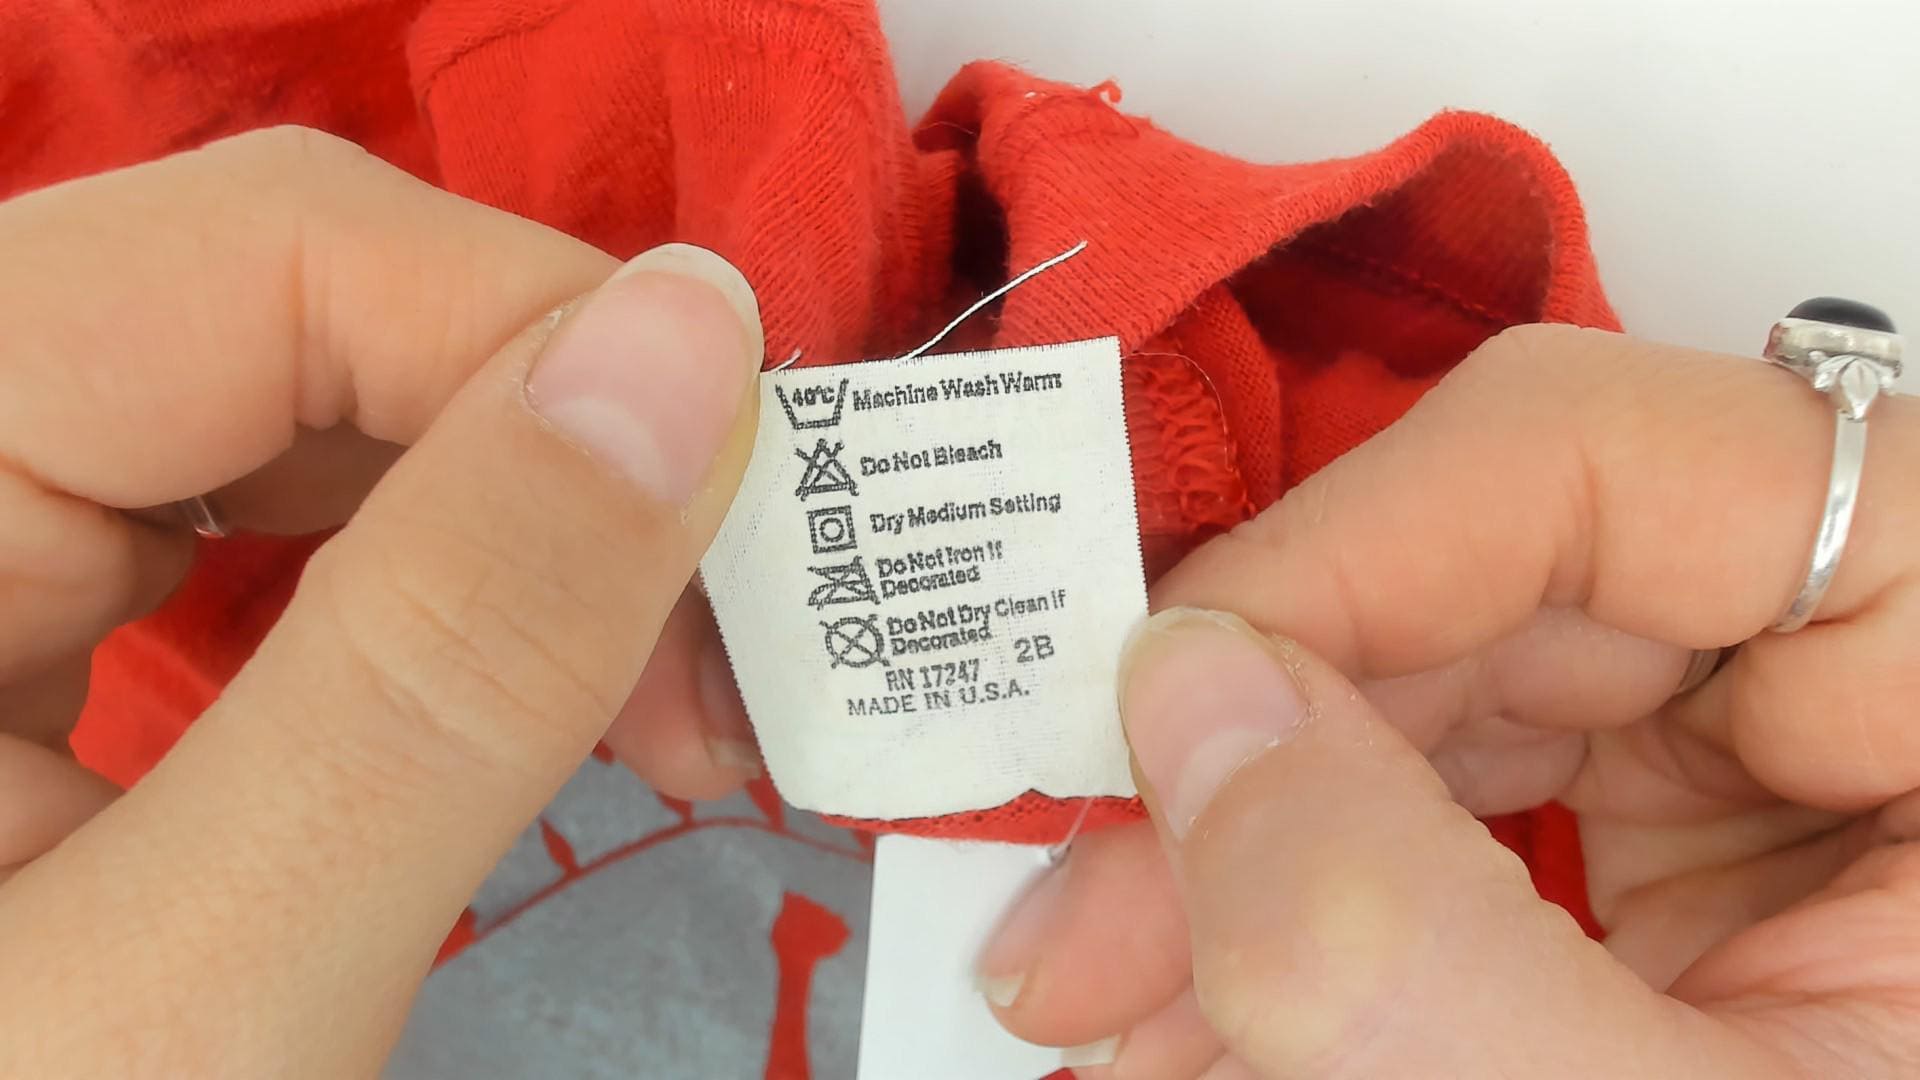 40°C Machine Wash Warm
Do Not Bleach
Dry Medium Setting
Do Not Iron If
Decorated
Do Not Dry Clean If
Decorated
2B
RN 17247
MADE IN U.S.A.